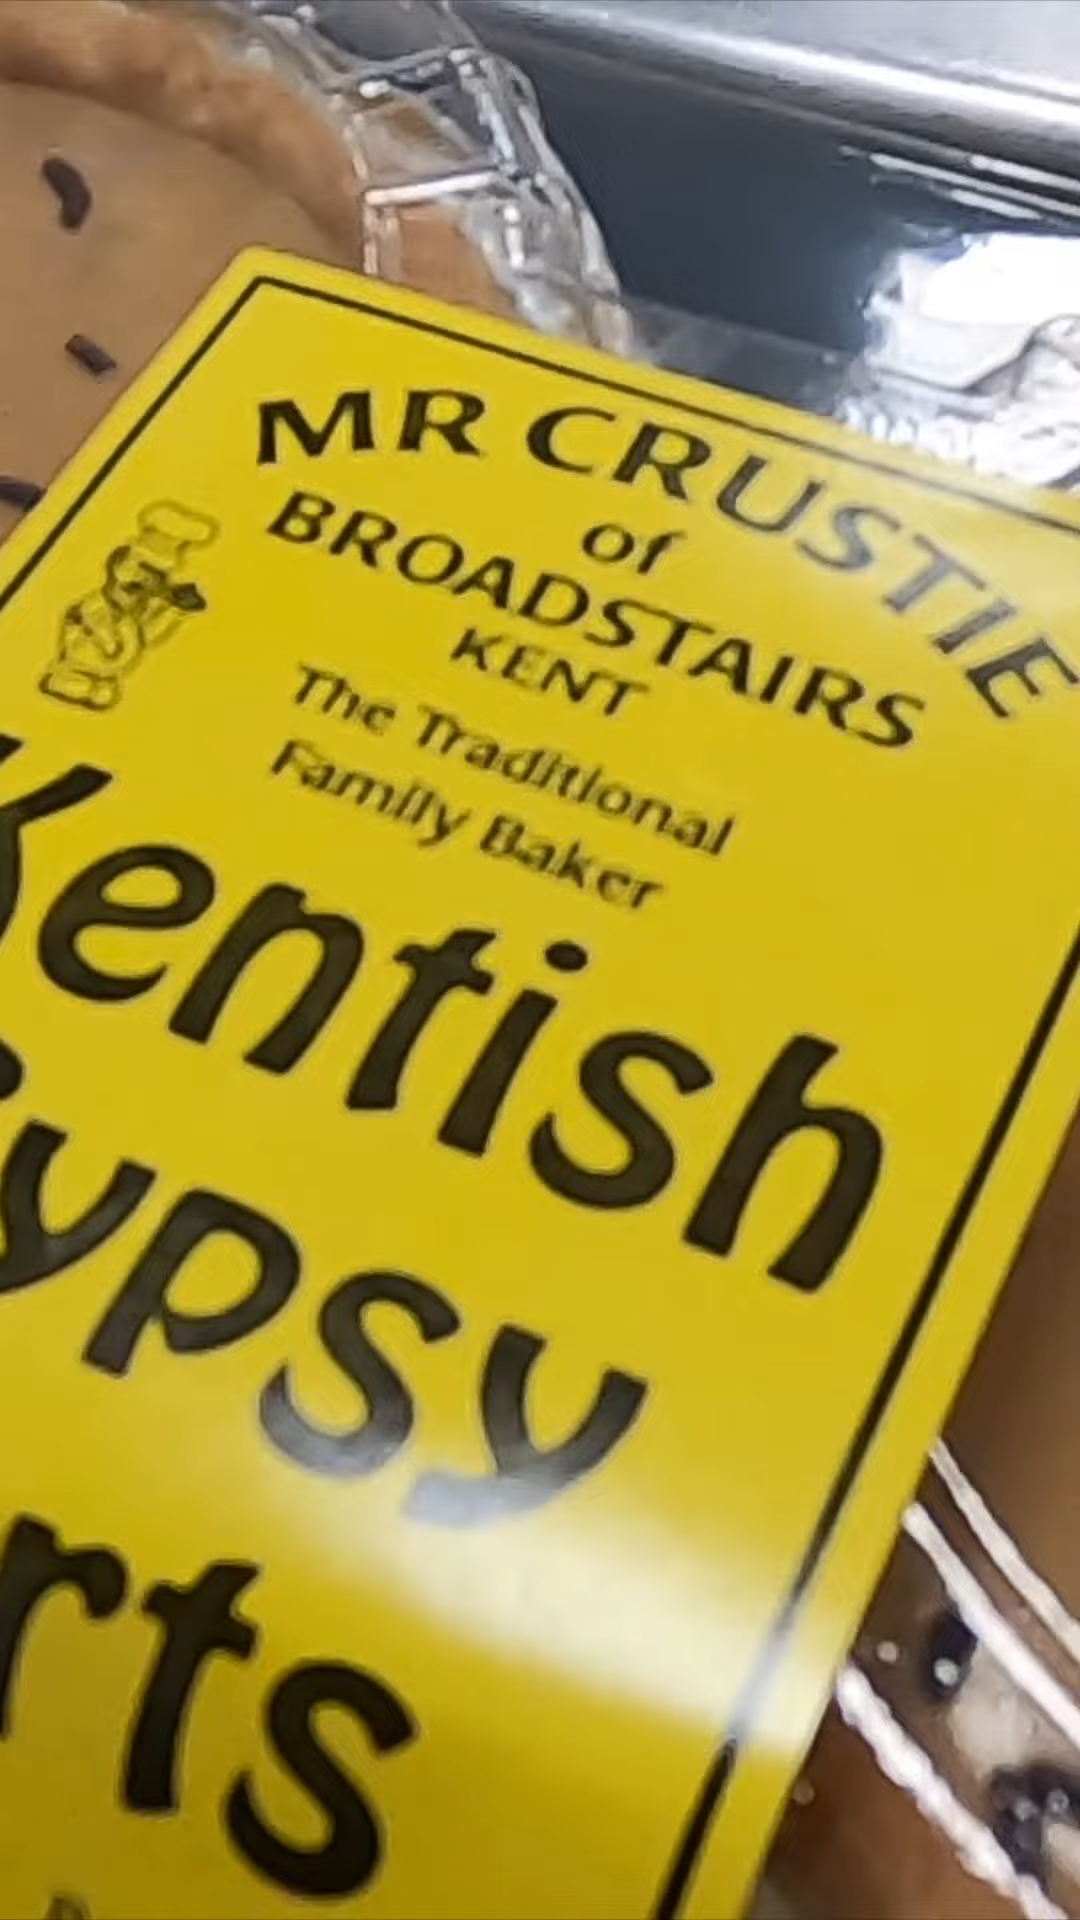 MR CRUSTIE
of
BROADSTAIRS
KENT
The Traditional
Family Baker
Kentish
ypsy
rts